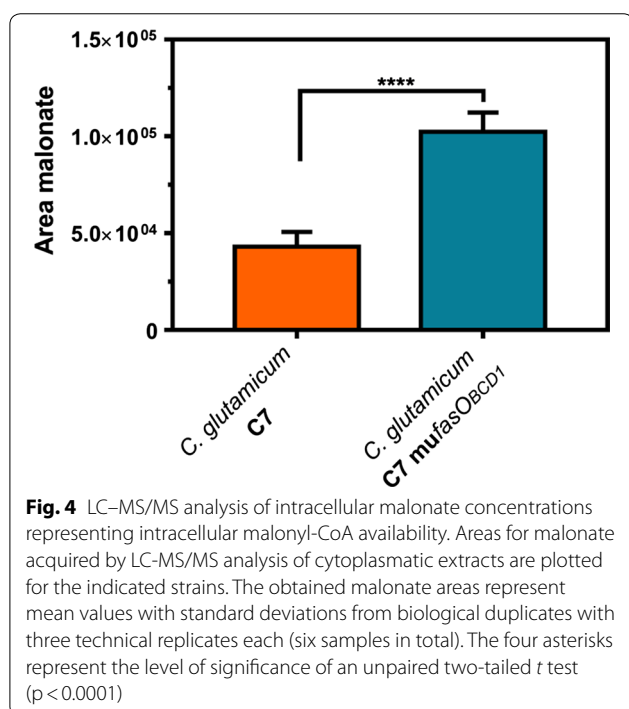 1.5×10⁰⁵
1.0×10⁰⁵
5.0×10⁰⁴
0
Area malonate
****
C. glutamicum
C7
C. glutamicum
C7 mufasOBCD1
Fig. 4 LC–MS/MS analysis of intracellular malonate concentrations
representing intracellular malonyl-CoA availability. Areas for malonate
acquired by LC-MS/MS analysis of cytoplasmatic extracts are plotted
for the indicated strains. The obtained malonate areas represent
mean values with standard deviations from biological duplicates with
three technical replicates each (six samples in total). The four asterisks
represent the level of significance of an unpaired two-tailed t test
(p < 0.0001)